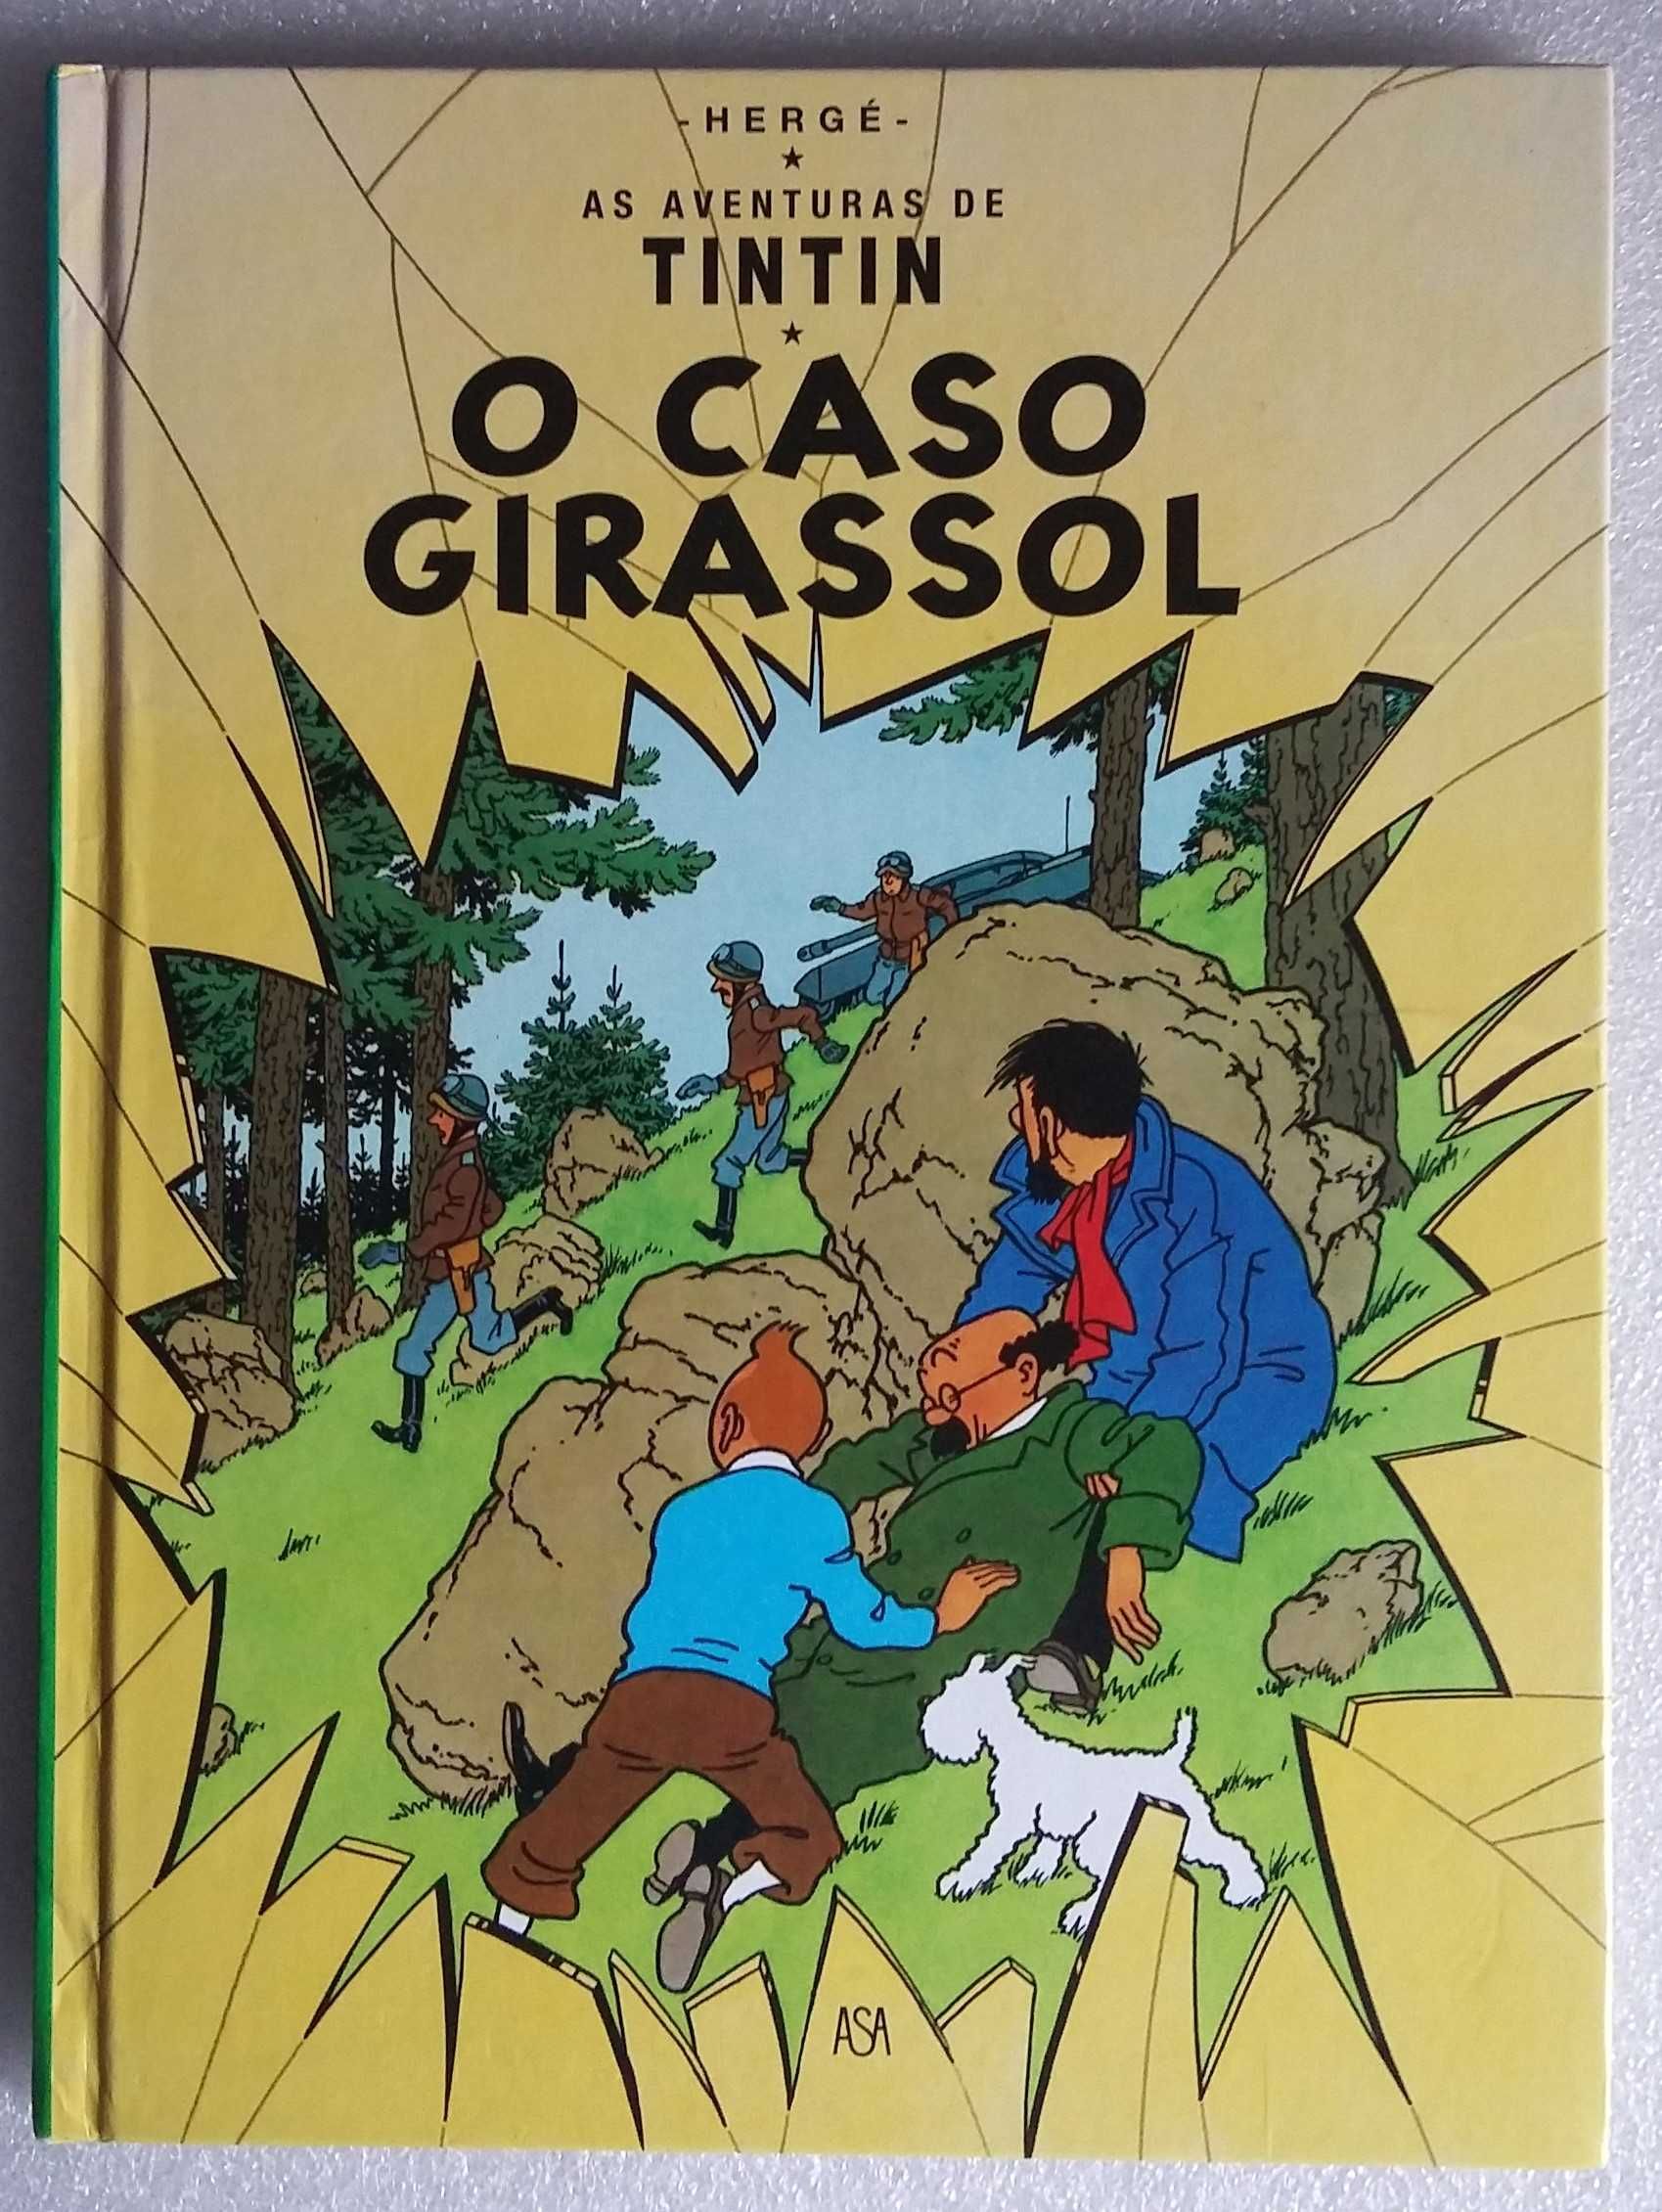 - HERGÉ -
AS AVENTURAS DE
TINTIN
O CASO
GIRASSOL
ASA